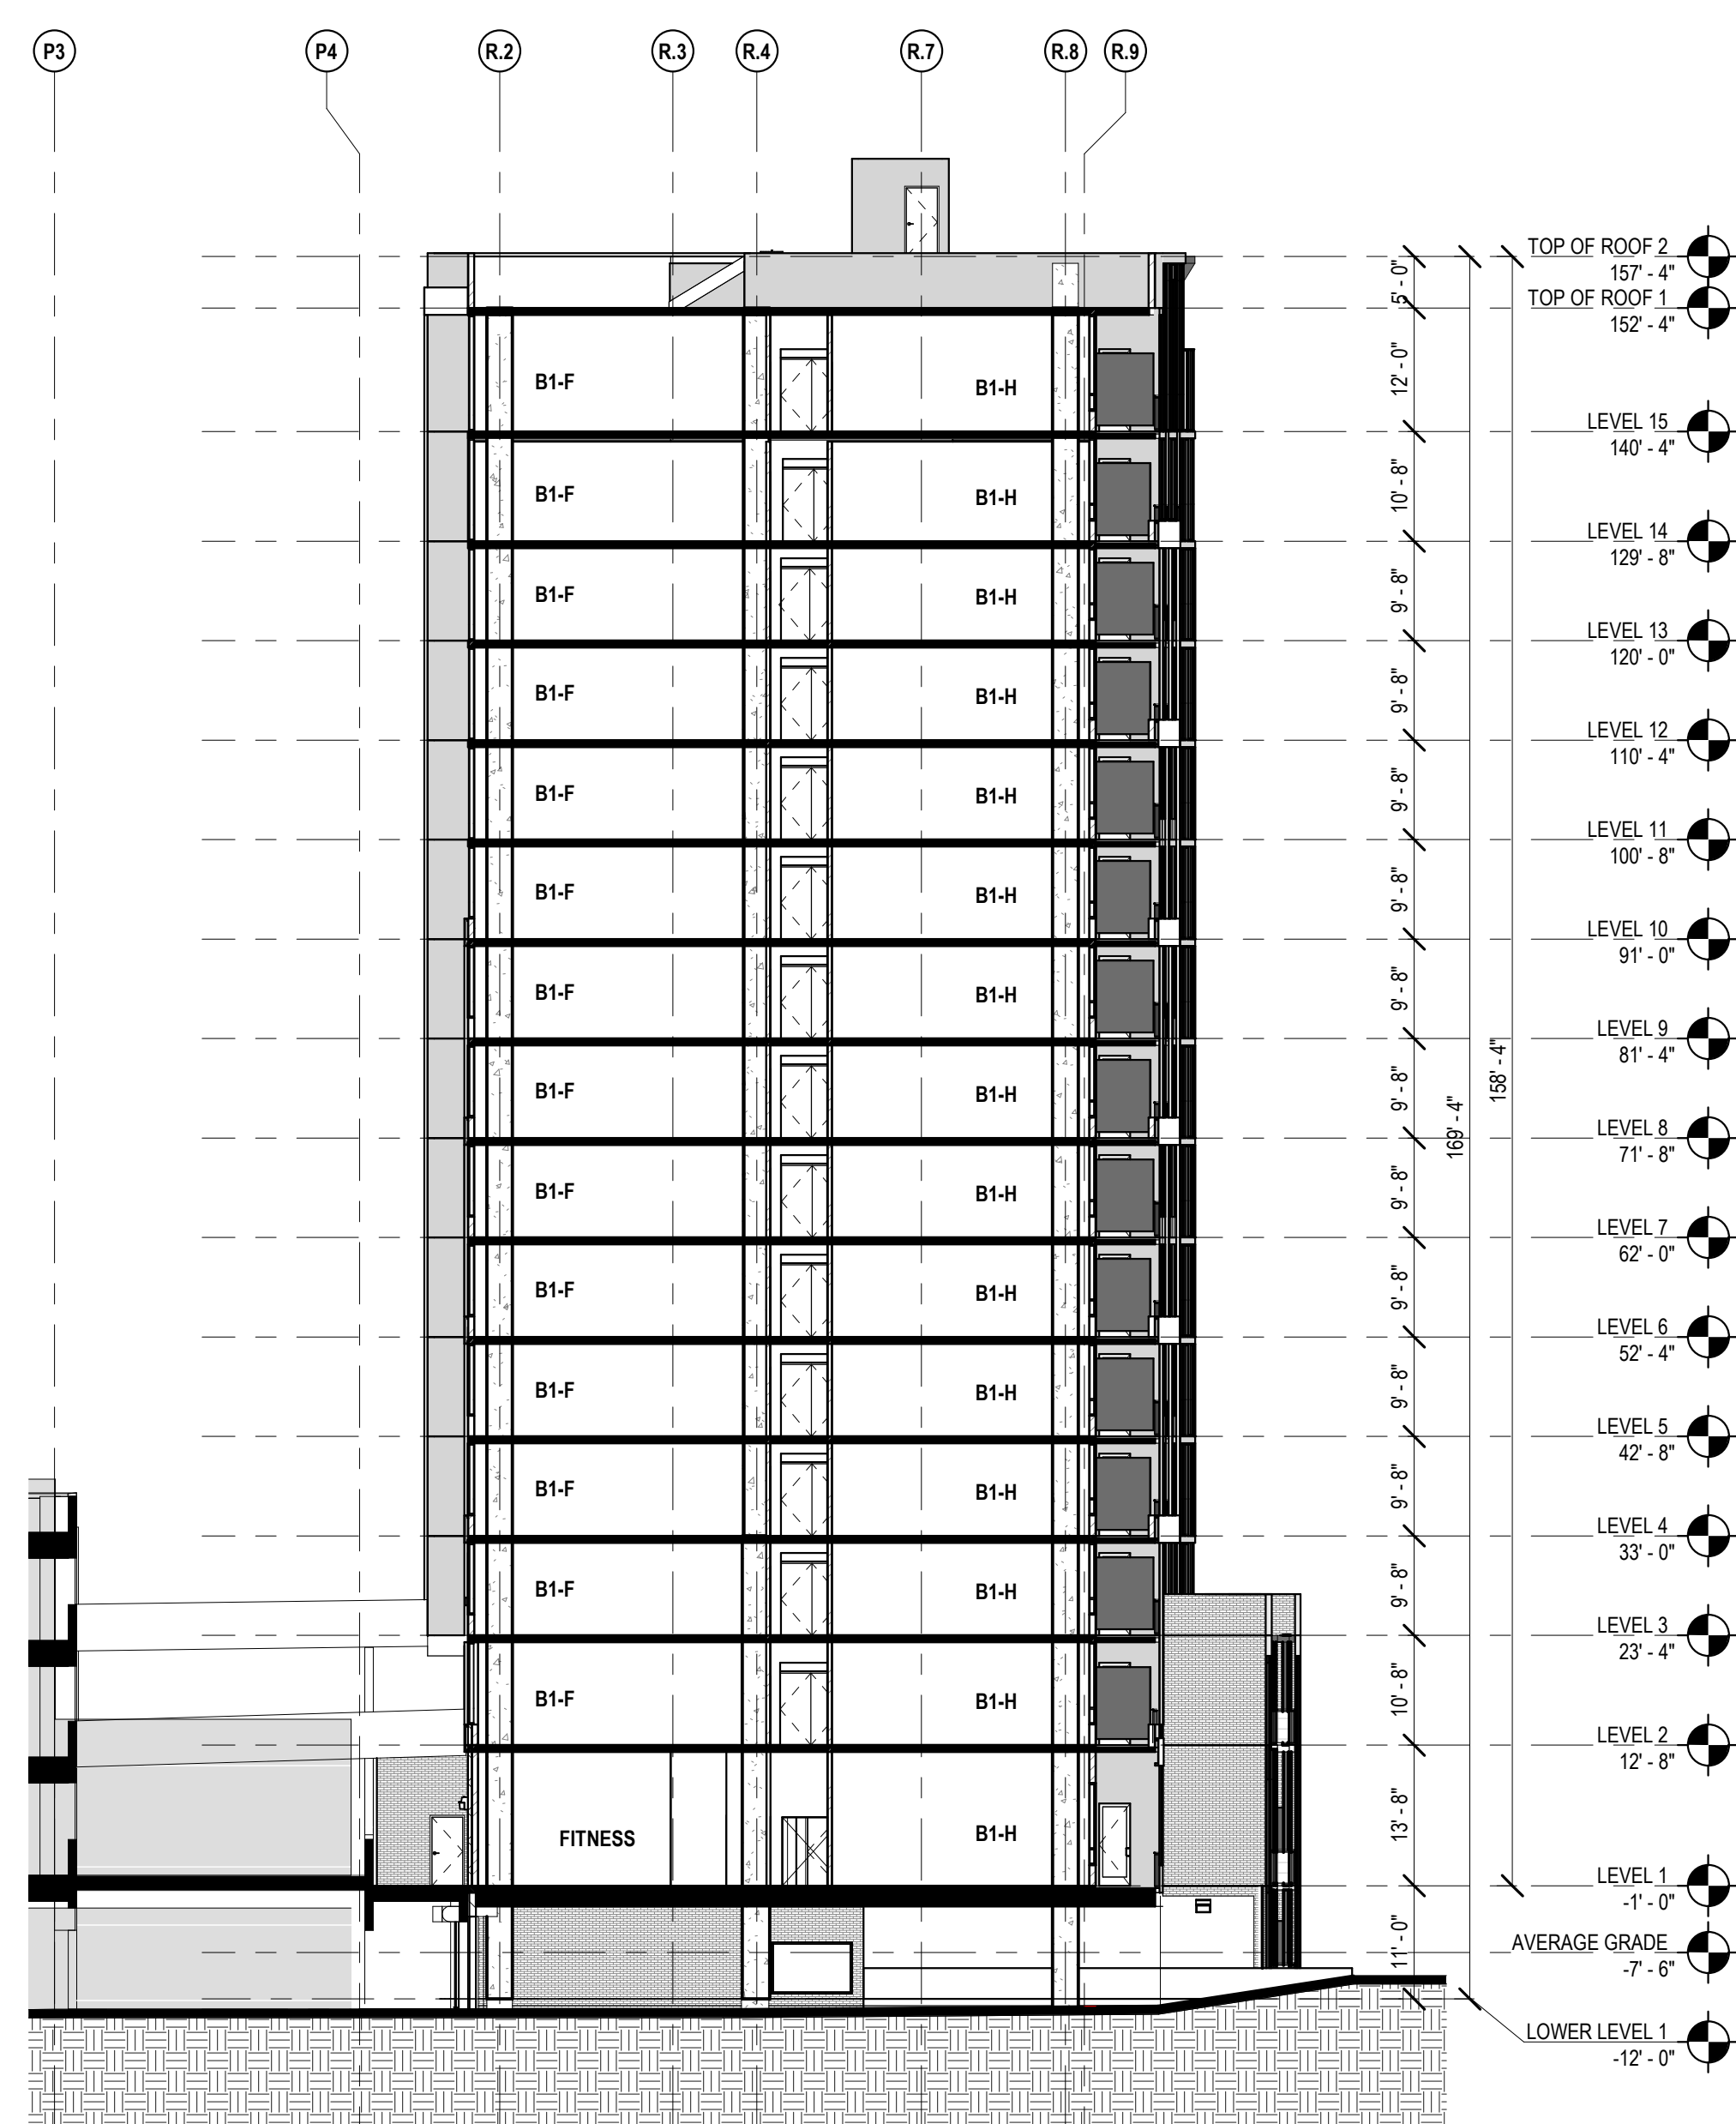 P3 P4 R.2 R.3 R.4 R.7 R.8 R.9
TOP OF ROOF 2
157' - 4"
5' - 0"
TOP OF ROOF 1
152' - 4"
B1-F B1-H 12' - 0"
LEVEL 15
140' - 4"
B1-F B1-H 10' - 8"
LEVEL 14
129' - 8"
B1-F B1-H 9' - 8"
LEVEL 13
120' - 0"
B1-F B1-H 9' - 8"
LEVEL 12
110' - 4"
B1-F B1-H 9' - 8"
LEVEL 11
100' - 8"
B1-F B1-H 9' - 8"
LEVEL 10
91' - 0"
B1-F B1-H 9' - 8"
LEVEL 9
81' - 4"
B1-F B1-H 9' - 8" 169' - 4" 158' - 4"
LEVEL 8
71' - 8"
B1-F B1-H 9' - 8"
LEVEL 7
62' - 0"
B1-F B1-H 9' - 8"
LEVEL 6
52' - 4"
B1-F B1-H 9' - 8"
LEVEL 5
42' - 8"
B1-F B1-H 9' - 8"
LEVEL 4
33' - 0"
B1-F B1-H 9' - 8"
LEVEL 3
23' - 4"
B1-F B1-H 10' - 8"
LEVEL 2
12' - 8"
FITNESS B1-H 13' - 8"
LEVEL 1
-1' - 0"
11' - 0"
AVERAGE GRADE
-7' - 6"
LOWER LEVEL 1
-12' - 0"